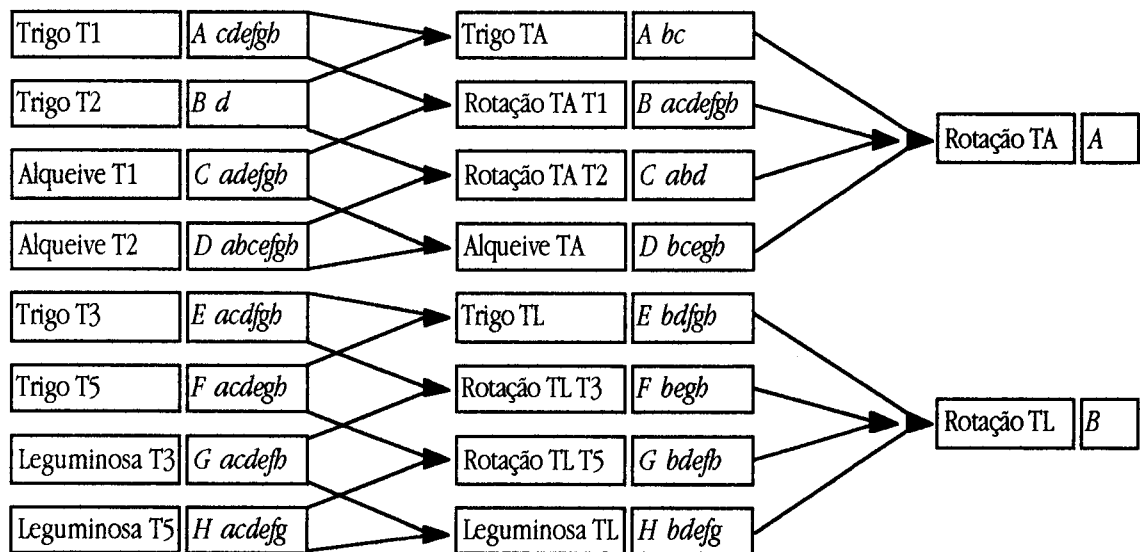 Trigo T1 A cdefgh Trigo TA A bc
Trigo T2 B d Rotação TA T1 B acdefgh
Rotação TA A
Alqueive T1 C adefgh Rotação TA T2 C abd
Alqueive T2 D abcefgh Alqueive TA D bcegh
Trigo T3 E acdfgh Trigo TL E bdfgh
Trigo T5 F acdegh Rotação TL T3 F begh
Rotação TL B
Leguminosa T3 G acdefh Rotação TL T5 G bdefh
Leguminosa T5 H acdefg Leguminosa TL H bdefg